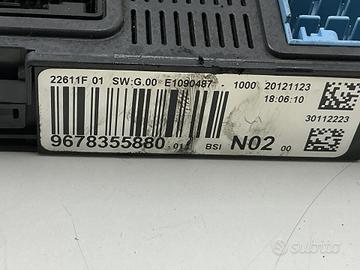 22611F 01 SW:G.00 E1090487 - 1000 20121123
18:06:10
30112223
9678355880 01 BSI N02 00
subito